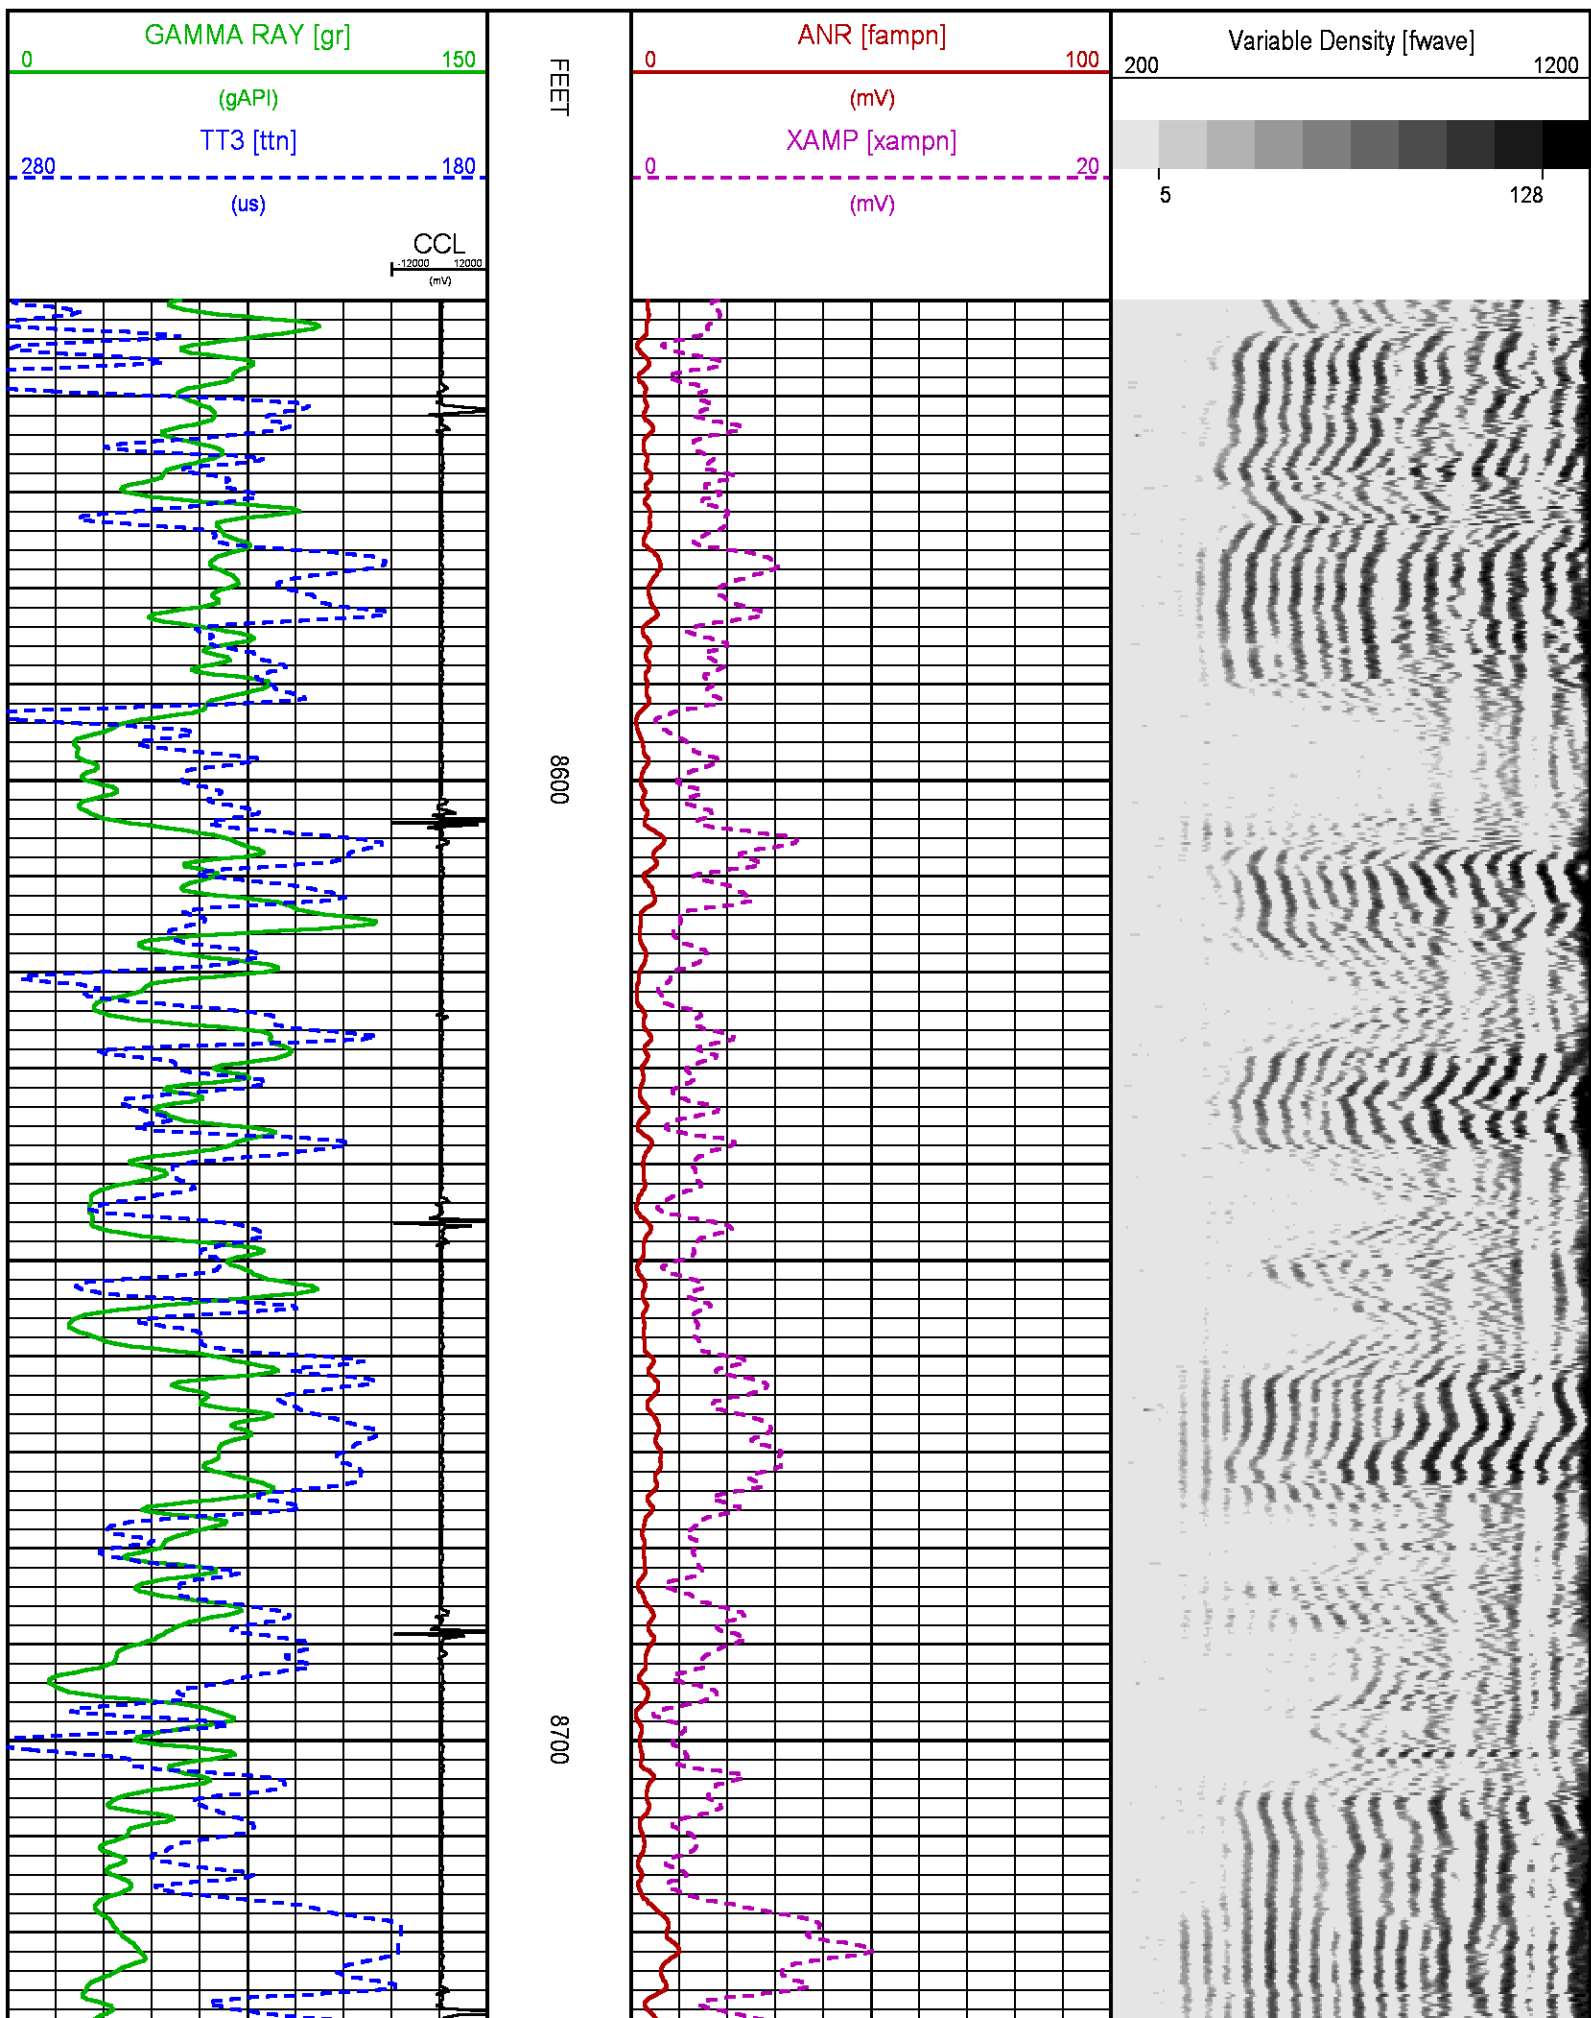 GAMMA RAY [gr]
0 150
(gAPI)
TT3 [ttn]
280 180
(us)
CCL
-12000 12000
(mV)
FEET
8600
8700
ANR [fampn]
0 100
(mV)
XAMP [xampn]
0 20
(mV)
Variable Density [fwave]
200 1200
5 128